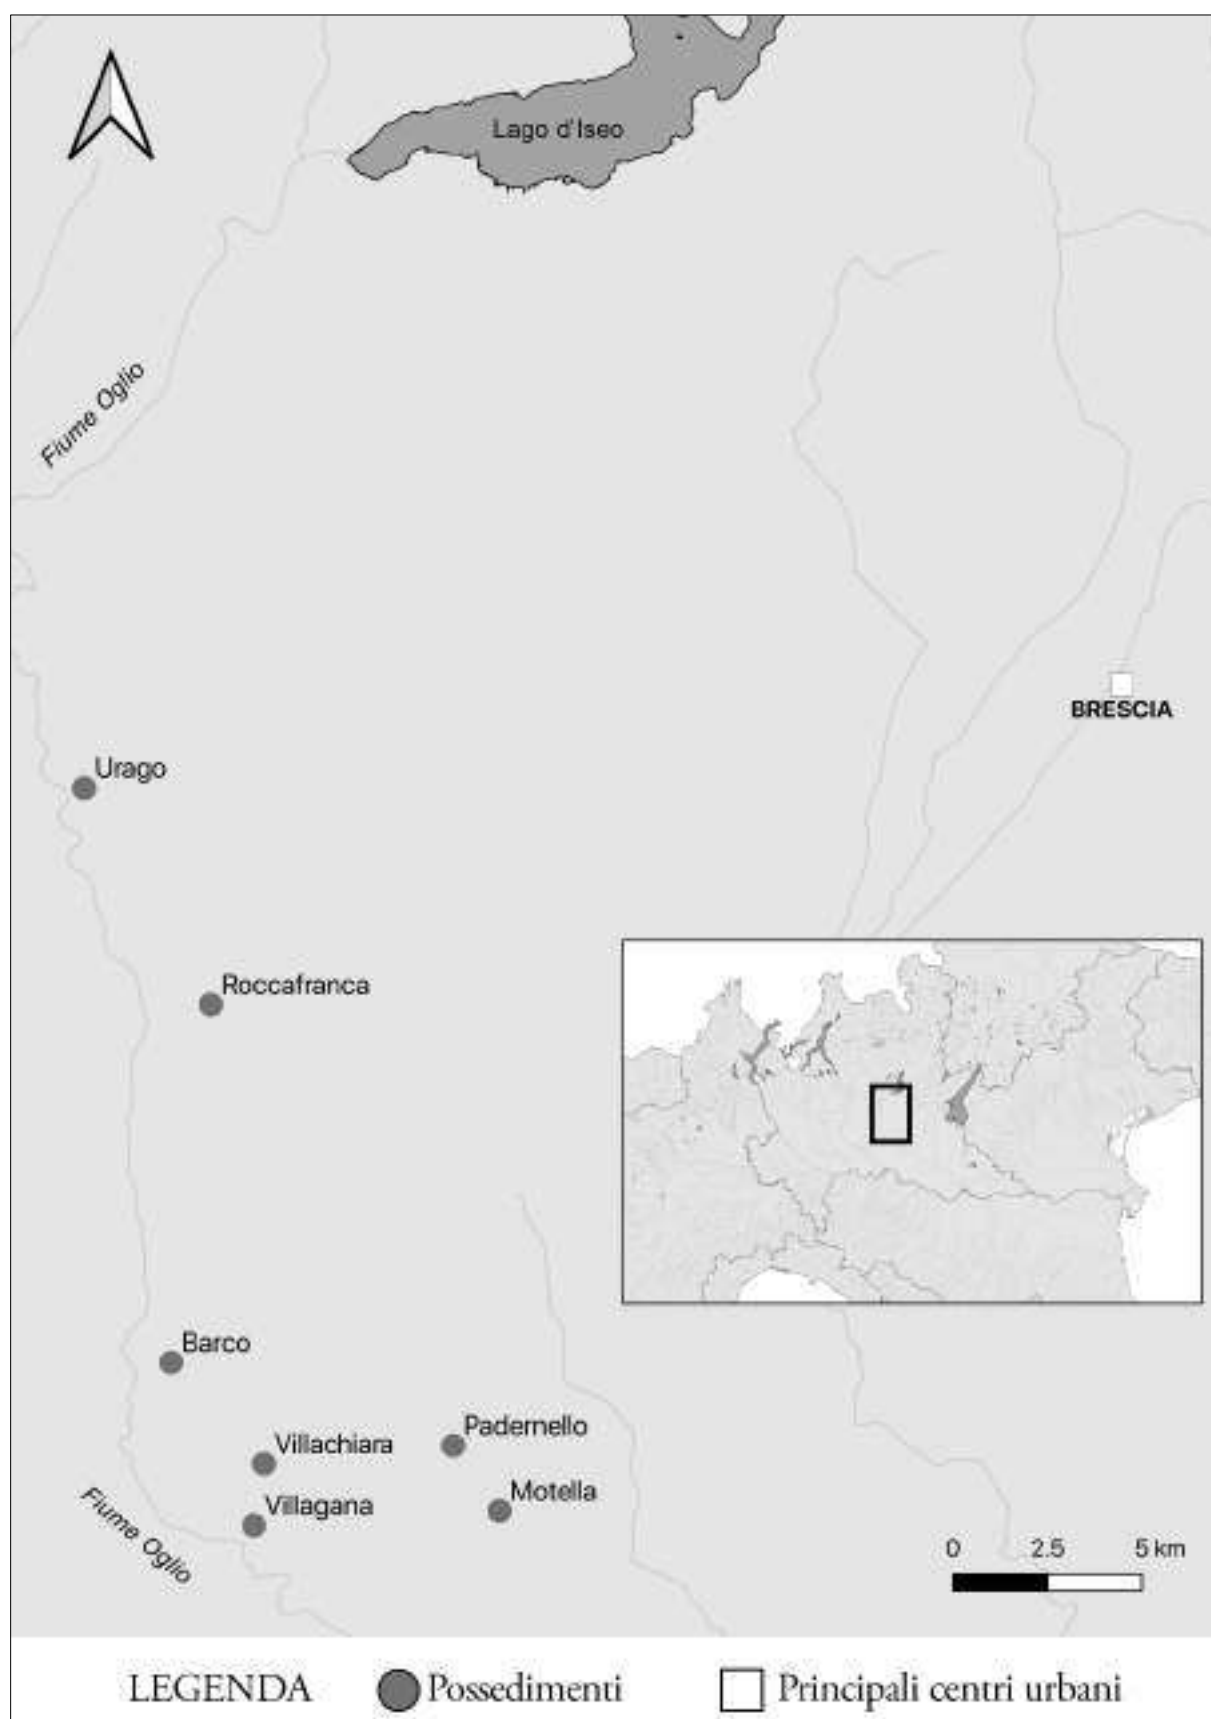 Lago d'Iseo
Fiume Oglio
BRESCIA
Urago
Roccafranca
Barco
Padernello
Villachiara
Motella
Villagana
Fiume Oglio
0 2.5 5 km
LEGENDA Possedimenti Principali centri urbani